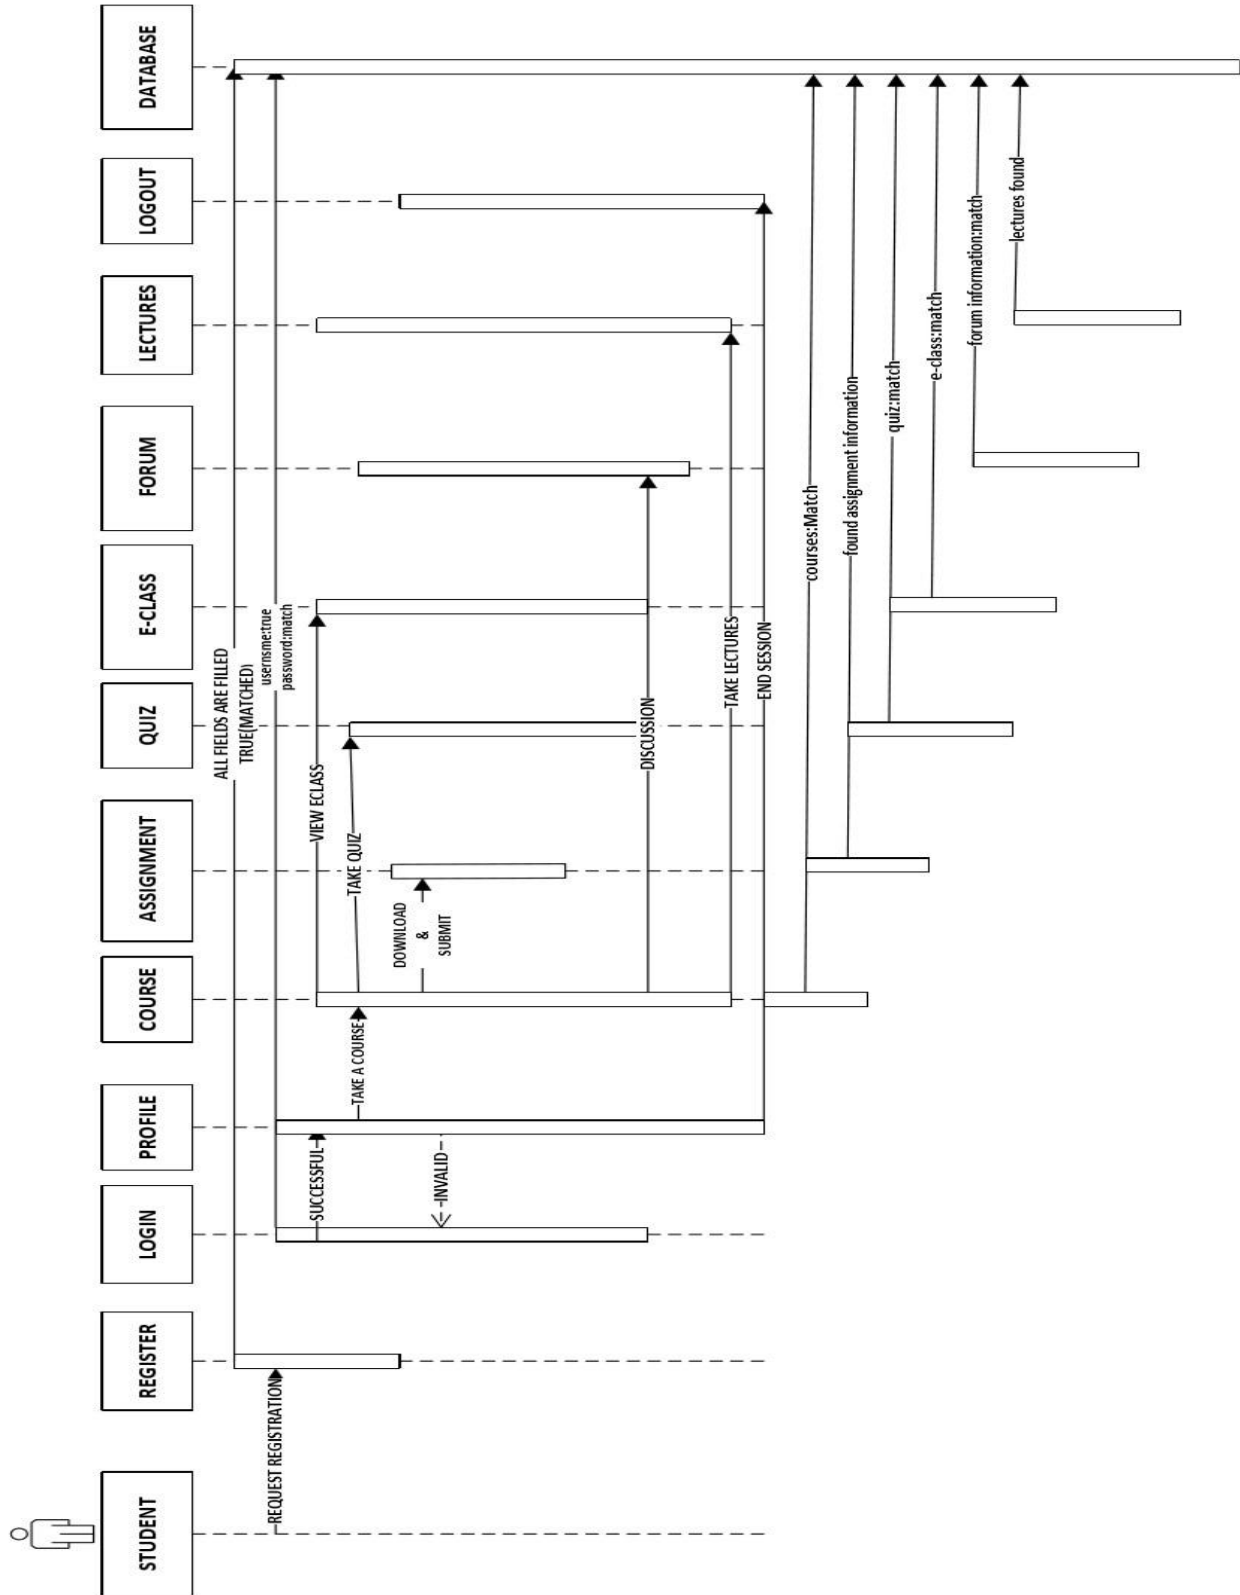 STUDENT
REGISTER
LOGIN
PROFILE
COURSE
ASSIGNMENT
QUIZ
E-CLASS
FORUM
LECTURES
LOGOUT
DATABASE
ALL FIELDS ARE FILLED
TRUE(MATCHED)
REQUEST REGISTRATION
usernsme:true
password:match
SUCCESSFUL
VIEW ECLASS
TAKE A COURSE
TAKE QUIZ
DOWNLOAD
&
SUBMIT
INVALID
DISCUSSION
TAKE LECTURES
END SESSION
courses:Match
found assignment information
quiz:match
e-class:match
forum information:match
lectures found